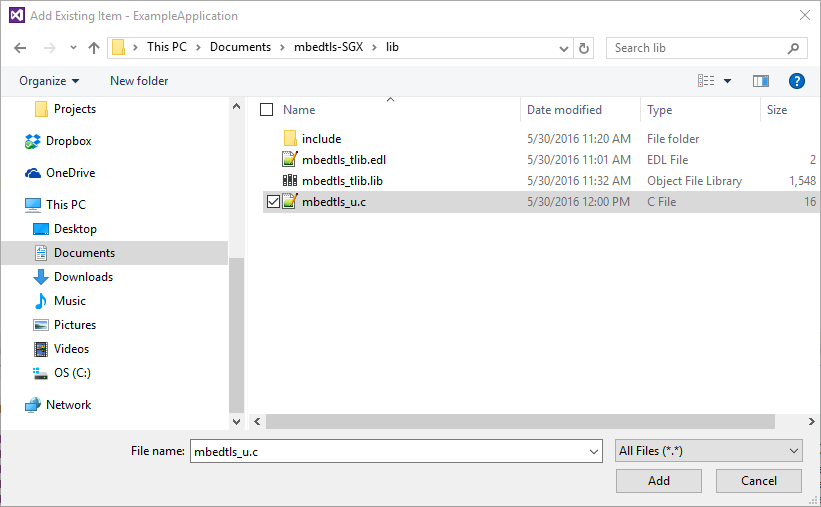 Add Existing Item - ExampleApplication
This PC > Documents > mbedtls-SGX > lib
Search lib
Organize
New folder
?
Projects
Dropbox
OneDrive
This PC
Desktop
Documents
Downloads
Music
Pictures
Videos
OS (C:)
Network
Name Date modified Type Size
include 5/30/2016 11:20 AM File folder
mbedtls_tlib.edl 5/30/2016 11:01 AM EDL File 2
mbedtls_tlib.lib 5/30/2016 11:32 AM Object File Library 1,548
mbedtls_u.c 5/30/2016 12:00 PM C File 16
File name: mbedtls_u.c All Files (*.*)
Add Cancel